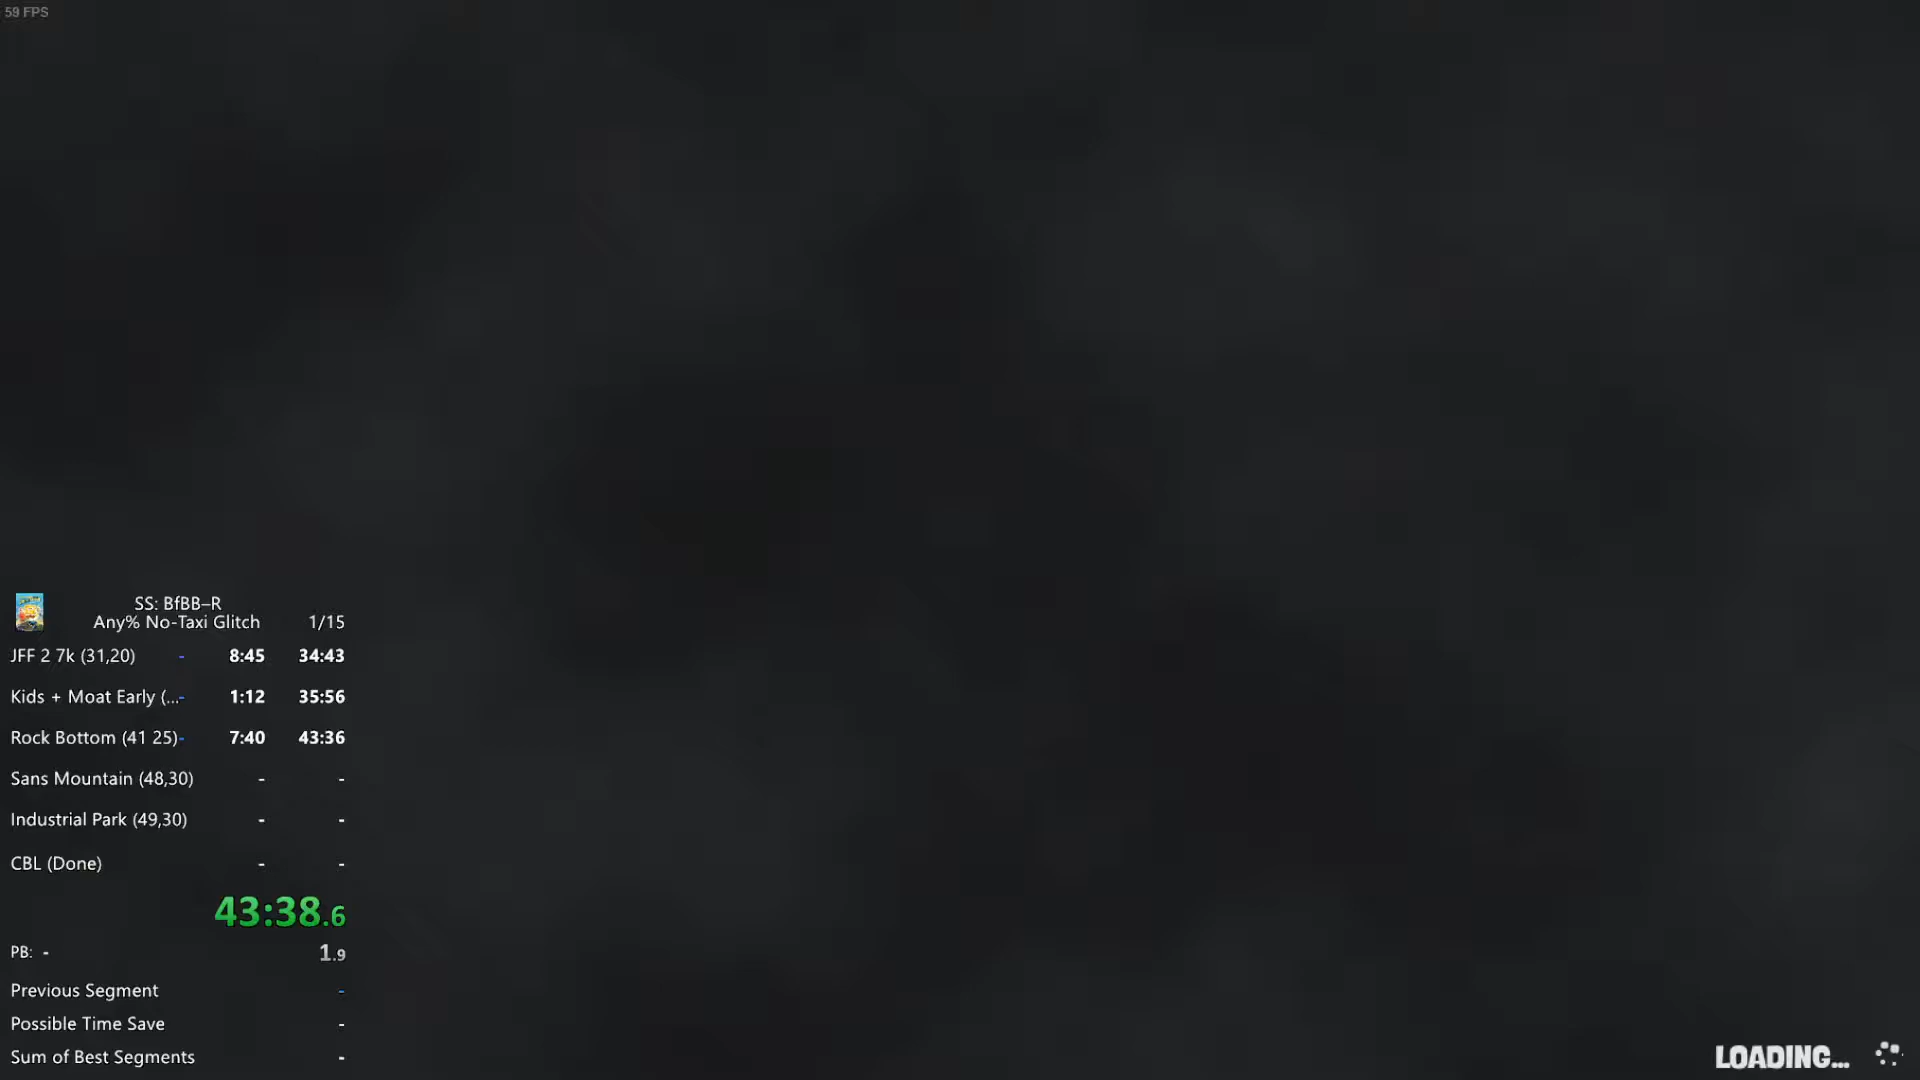 59 FPS
SS: BfBB–R
Any% No-Taxi Glitch 1/15
JFF 2 7k (31,20) - 8:45 34:43
Kids + Moat Early (...- 1:12 35:56
Rock Bottom (41 25)- 7:40 43:36
Sans Mountain (48,30) - -
Industrial Park (49,30) - -
CBL (Done) - -
43:38.6
PB: - 1.9
Previous Segment -
Possible Time Save -
Sum of Best Segments -
LOADING...